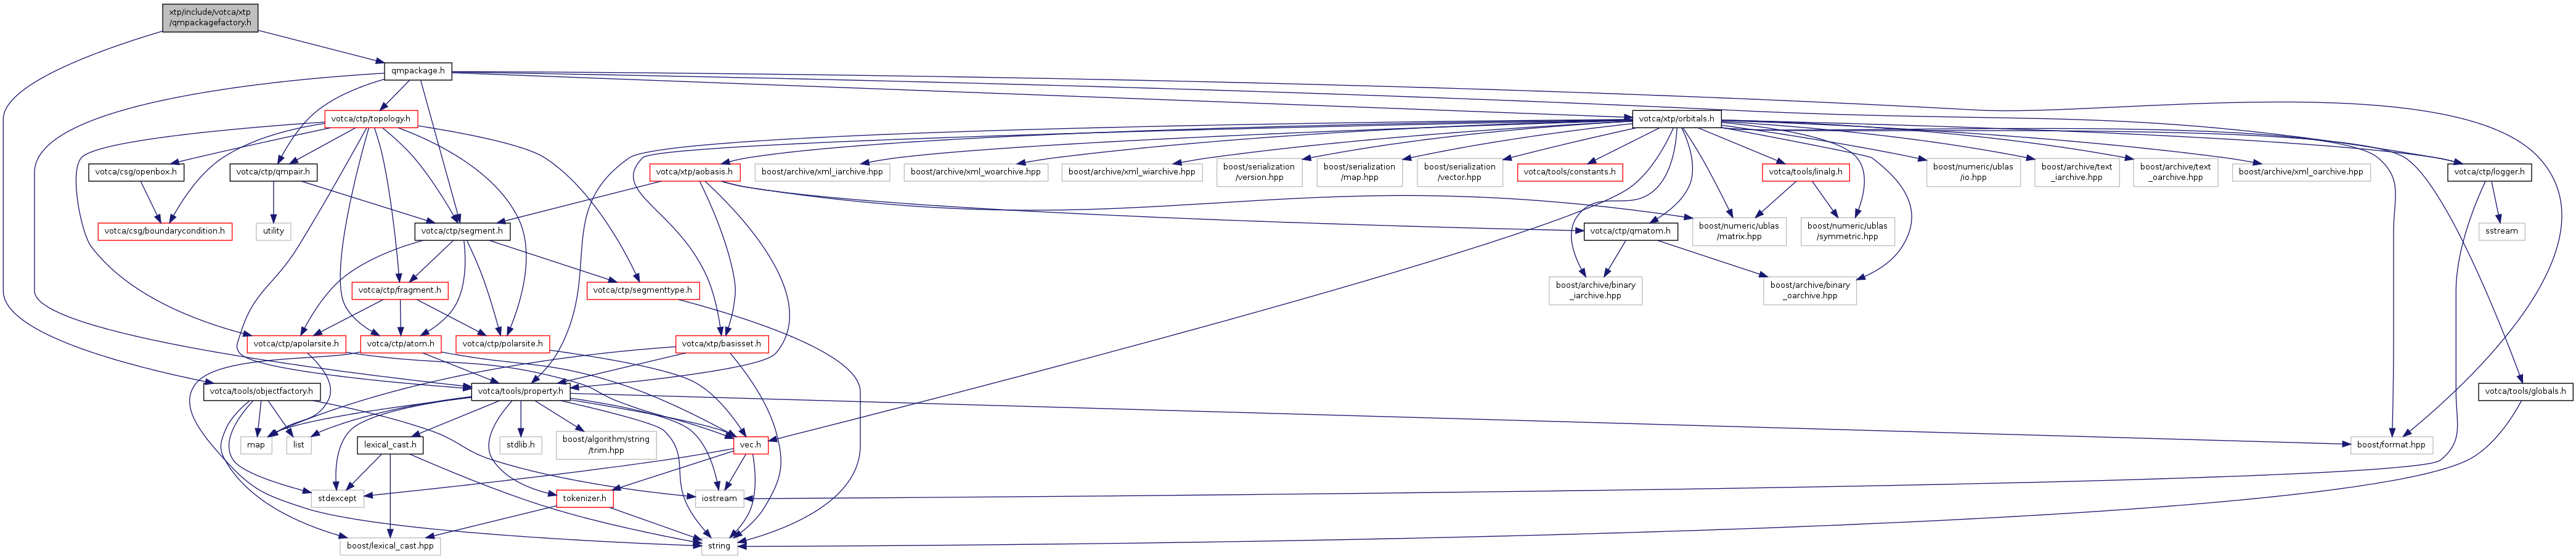 xtp/include/votca/xtp
/qmpackagefactory.h
qmpackage.h
votca/ctp/topology.h
votca/xtp/orbitals.h
votca/csg/openbox.h
votca/ctp/qmpair.h
votca/xtp/aobasis.h
boost/archive/xml_iarchive.hpp
boost/archive/xml_woarchive.hpp
boost/archive/xml_wiarchive.hpp
boost/serialization
/version.hpp
boost/serialization
/map.hpp
boost/serialization
/vector.hpp
votca/tools/constants.h
votca/tools/linalg.h
boost/numeric/ublas
/io.hpp
boost/archive/text
_iarchive.hpp
boost/archive/text
_oarchive.hpp
boost/archive/xml_oarchive.hpp
votca/ctp/logger.h
votca/csg/boundarycondition.h
utility
votca/ctp/segment.h
votca/ctp/qmatom.h
boost/numeric/ublas
/matrix.hpp
boost/numeric/ublas
/symmetric.hpp
sstream
votca/ctp/fragment.h
votca/ctp/segmenttype.h
boost/archive/binary
_iarchive.hpp
boost/archive/binary
_oarchive.hpp
votca/ctp/apolarsite.h
votca/ctp/atom.h
votca/ctp/polarsite.h
votca/xtp/basisset.h
votca/tools/objectfactory.h
votca/tools/property.h
votca/tools/globals.h
map
list
lexical_cast.h
stdlib.h
boost/algorithm/string
/trim.hpp
vec.h
boost/format.hpp
stdexcept
tokenizer.h
iostream
boost/lexical_cast.hpp
string